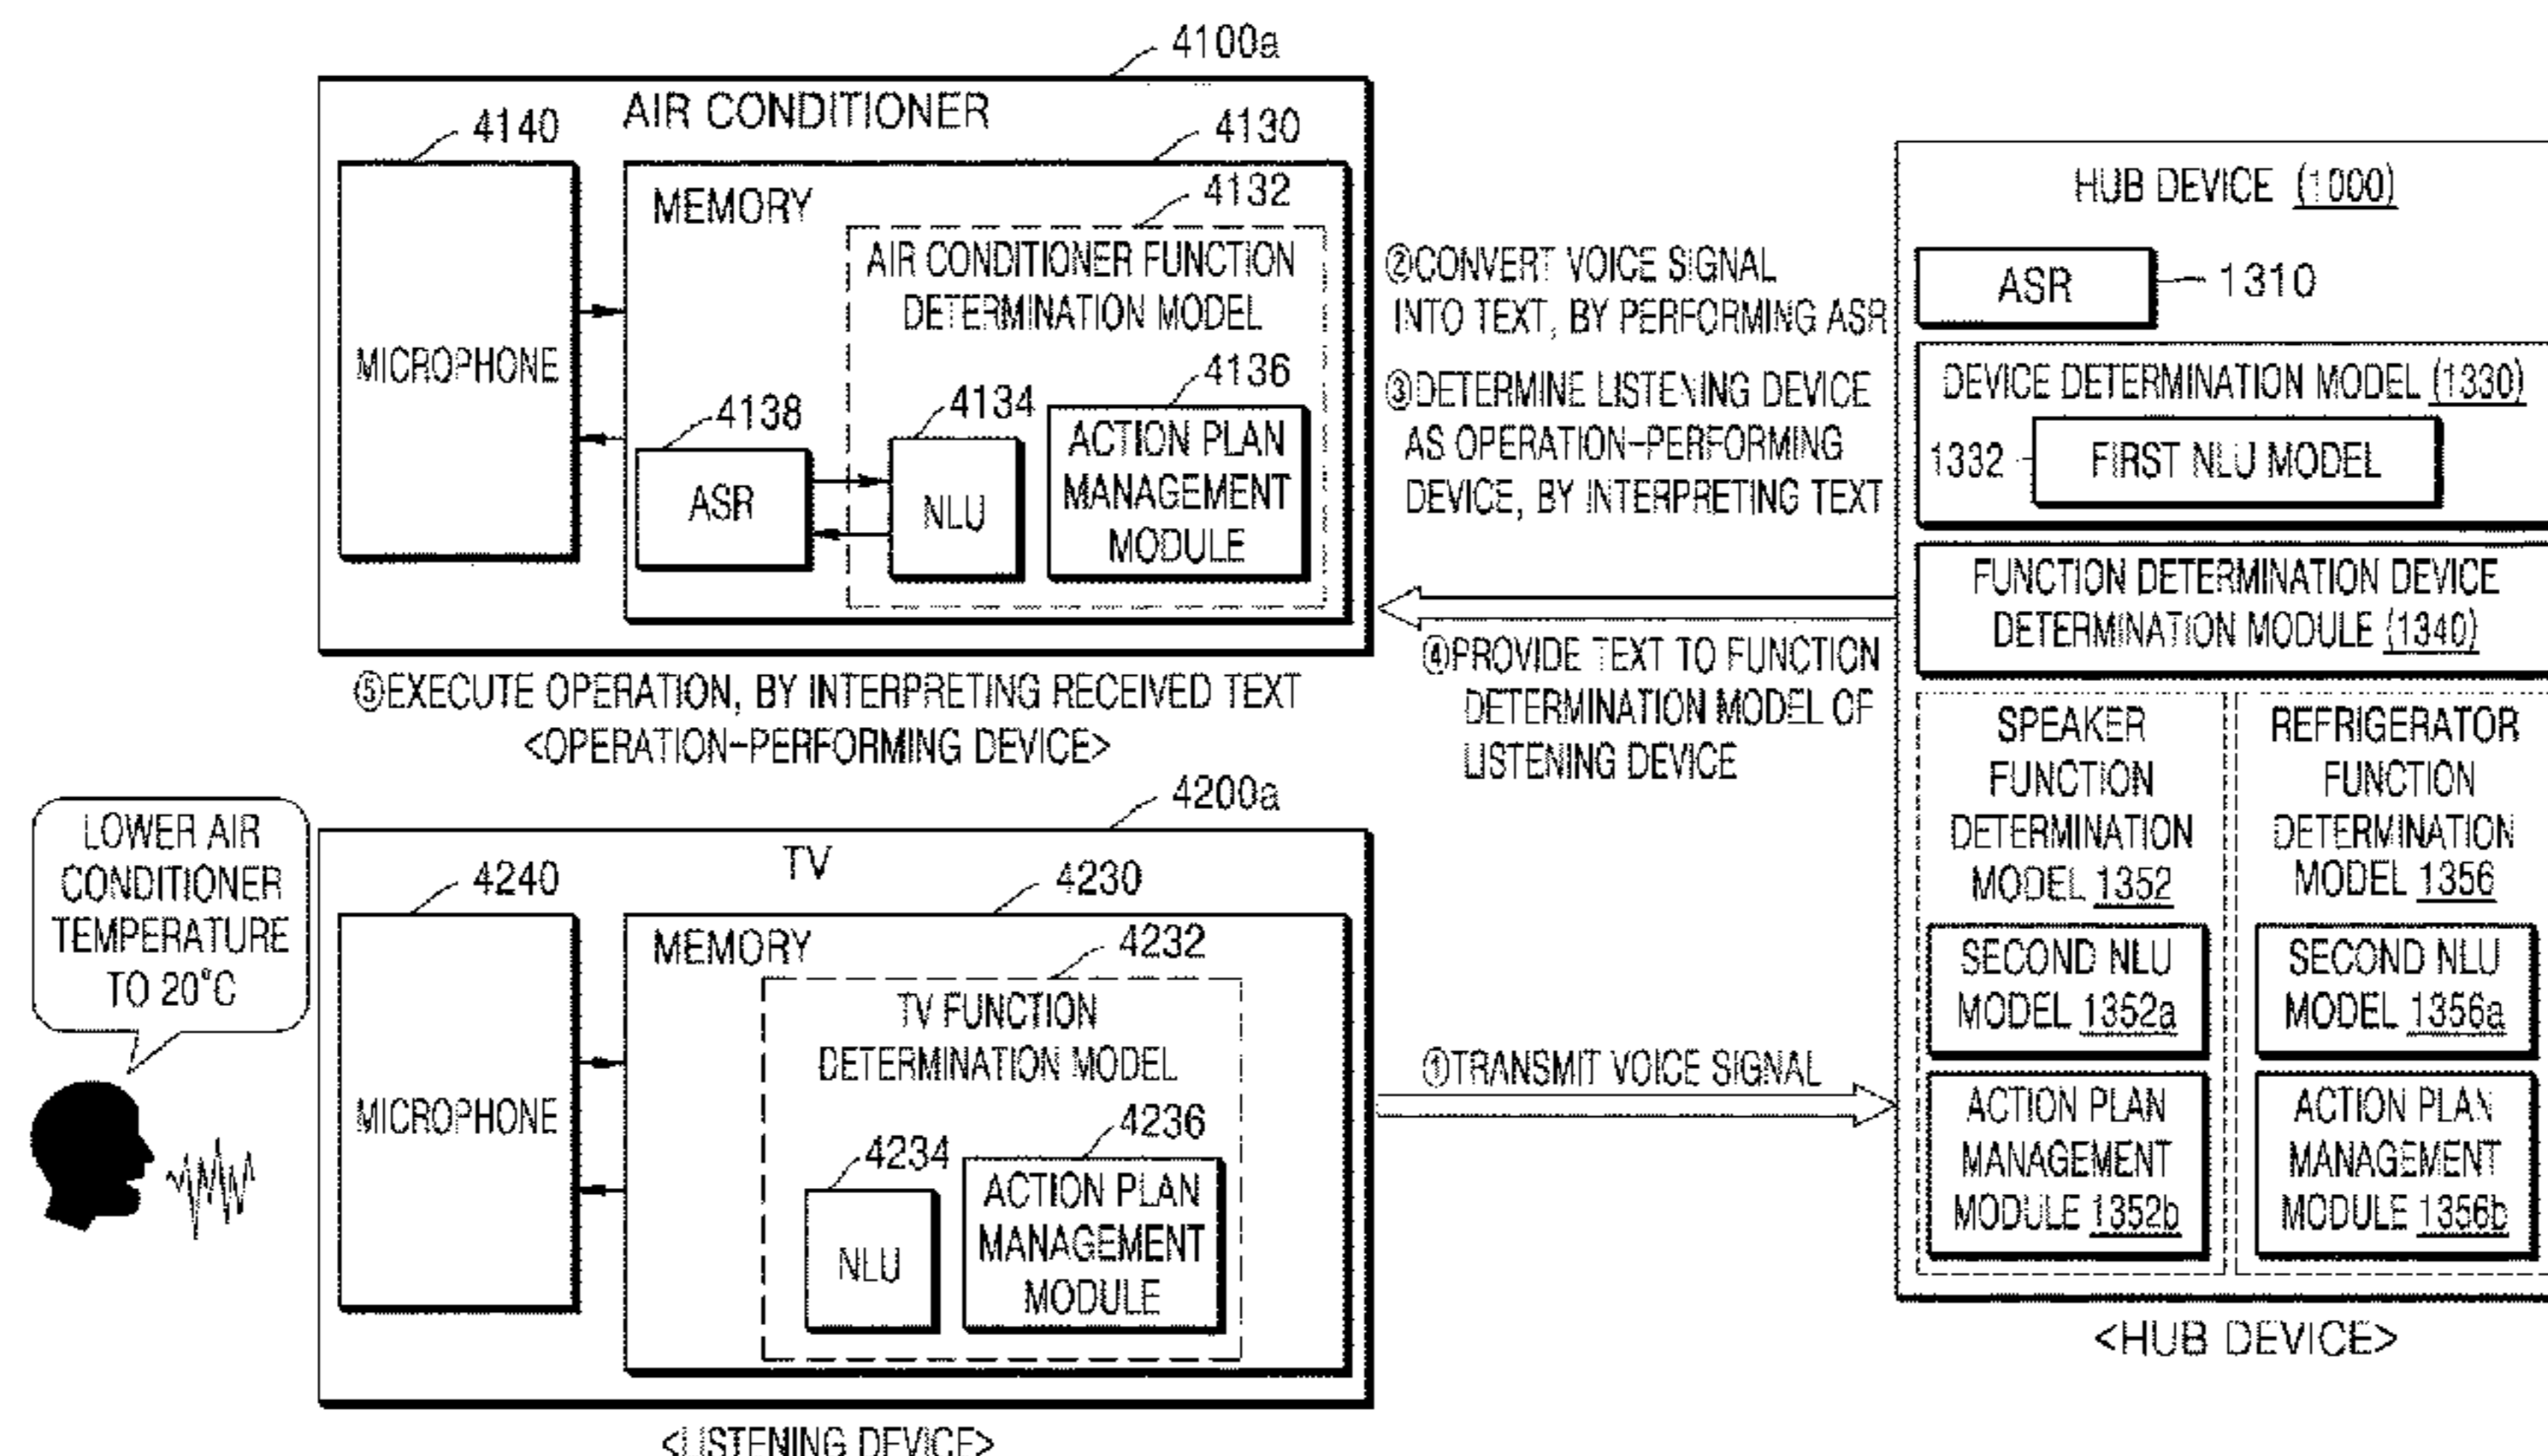 4100a
AIR CONDITIONER
4140
4130
MICROPHONE
MEMORY
4132
AIR CONDITIONER FUNCTION
DETERMINATION MODEL
4138
ASR
4134
NLU
4136
ACTION PLAN
MANAGEMENT
MODULE
⑤EXECUTE OPERATION, BY INTERPRETING RECEIVED TEXT
<OPERATION-PERFORMING DEVICE>
②CONVERT VOICE SIGNAL
INTO TEXT, BY PERFORMING ASR
③DETERMINE LISTENING DEVICE
AS OPERATION-PERFORMING
DEVICE, BY INTERPRETING TEXT
④PROVIDE TEXT TO FUNCTION
DETERMINATION MODEL OF
LISTENING DEVICE
LOWER AIR
CONDITIONER
TEMPERATURE
TO 20°C
4200a
TV
4240
4230
MICROPHONE
MEMORY
4232
TV FUNCTION
DETERMINATION MODEL
4234
NLU
4236
ACTION PLAN
MANAGEMENT
MODULE
<LISTENING DEVICE>
①TRANSMIT VOICE SIGNAL
HUB DEVICE (1000)
ASR
1310
DEVICE DETERMINATION MODEL (1330)
1332
FIRST NLU MODEL
FUNCTION DETERMINATION DEVICE
DETERMINATION MODULE (1340)
SPEAKER
FUNCTION
DETERMINATION
MODEL 1352
SECOND NLU
MODEL 1352a
ACTION PLAN
MANAGEMENT
MODULE 1352b
REFRIGERATOR
FUNCTION
DETERMINATION
MODEL 1356
SECOND NLU
MODEL 1356a
ACTION PLAN
MANAGEMENT
MODULE 1356b
<HUB DEVICE>